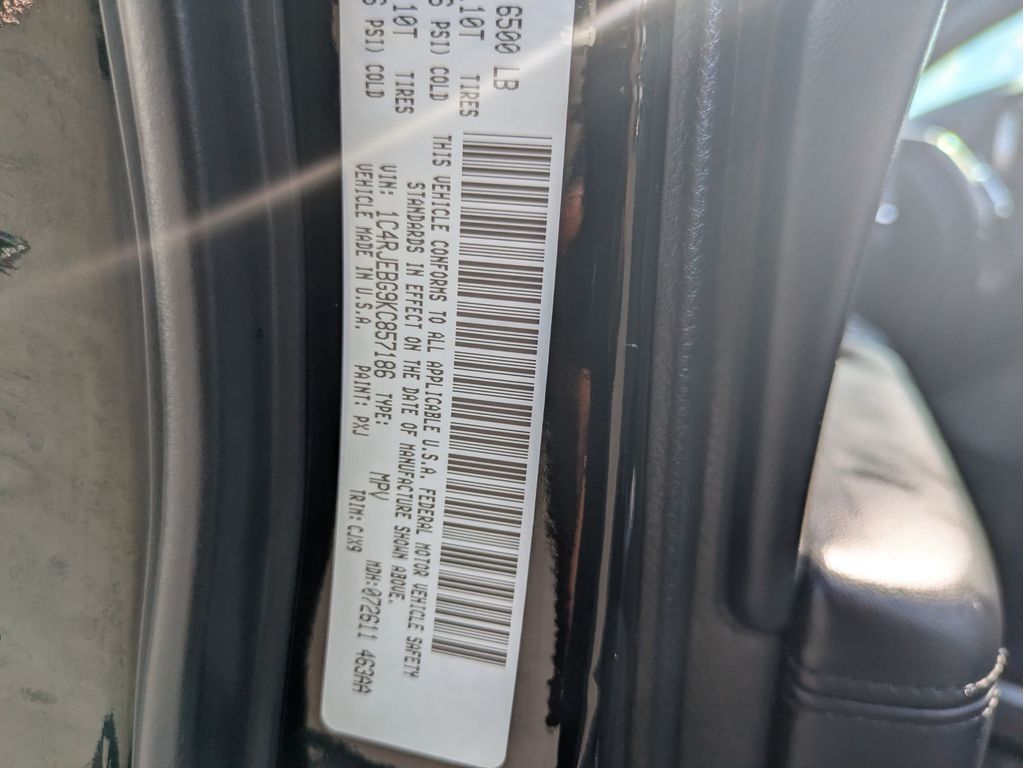 6500 LB
.10T TIRES
6 PSI) COLD
.10T TIRES
6 PSI) COLD
THIS VEHICLE CONFORMS TO ALL APPLICABLE U.S.A. FEDERAL MOTOR VEHICLE SAFETY
STANDARDS IN EFFECT ON THE DATE OF MANUFACTURE SHOWN ABOVE.
VIN: 1C4RJEBG9KC857186 TYPE: MPV MDH:072611 463AA
VEHICLE MADE IN U.S.A. PAINT: PXJ TRIM: CJX9